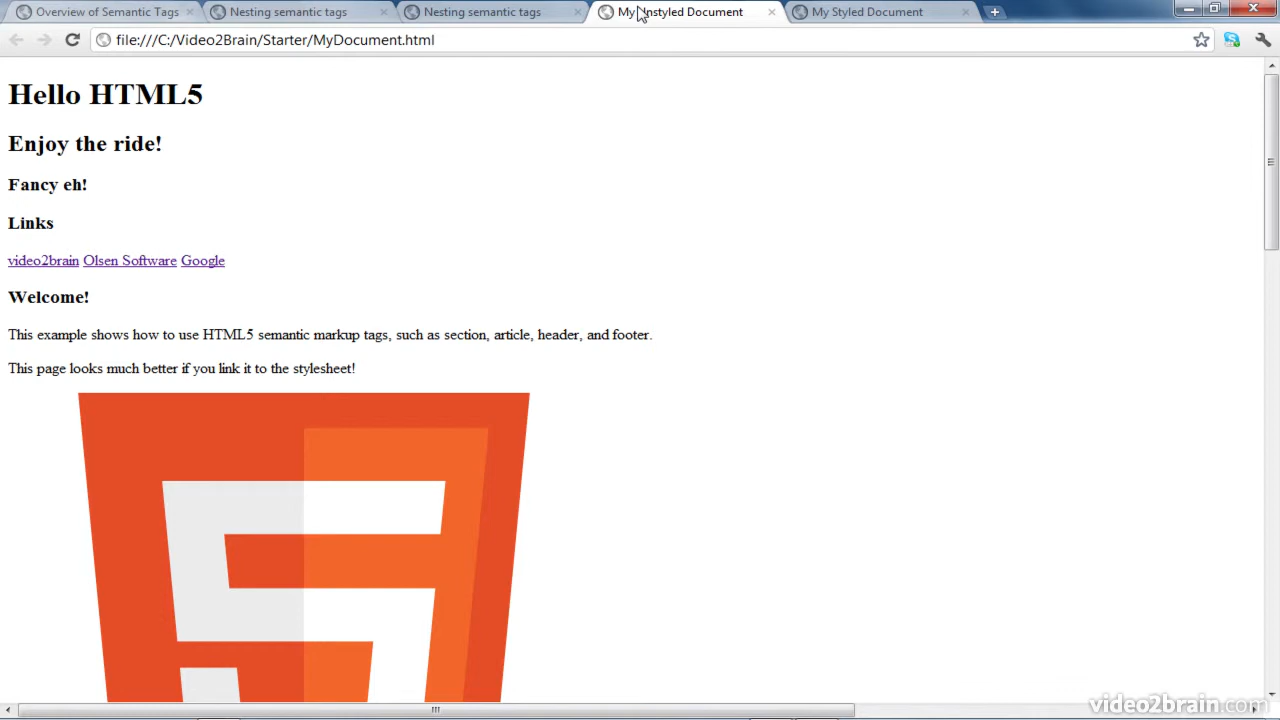 Overview of Semantic Tags
Nesting semantic tags
Nesting semantic tags
My Unstyled Document
My Styled Document
file:///C:/Video2Brain/Starter/MyDocument.html
Hello HTML5
Enjoy the ride!
Fancy eh!
Links
video2brain Olsen Software Google
Welcome!
This example shows how to use HTML5 semantic markup tags, such as section, article, header, and footer.
This page looks much better if you link it to the stylesheet!
video2brain.com